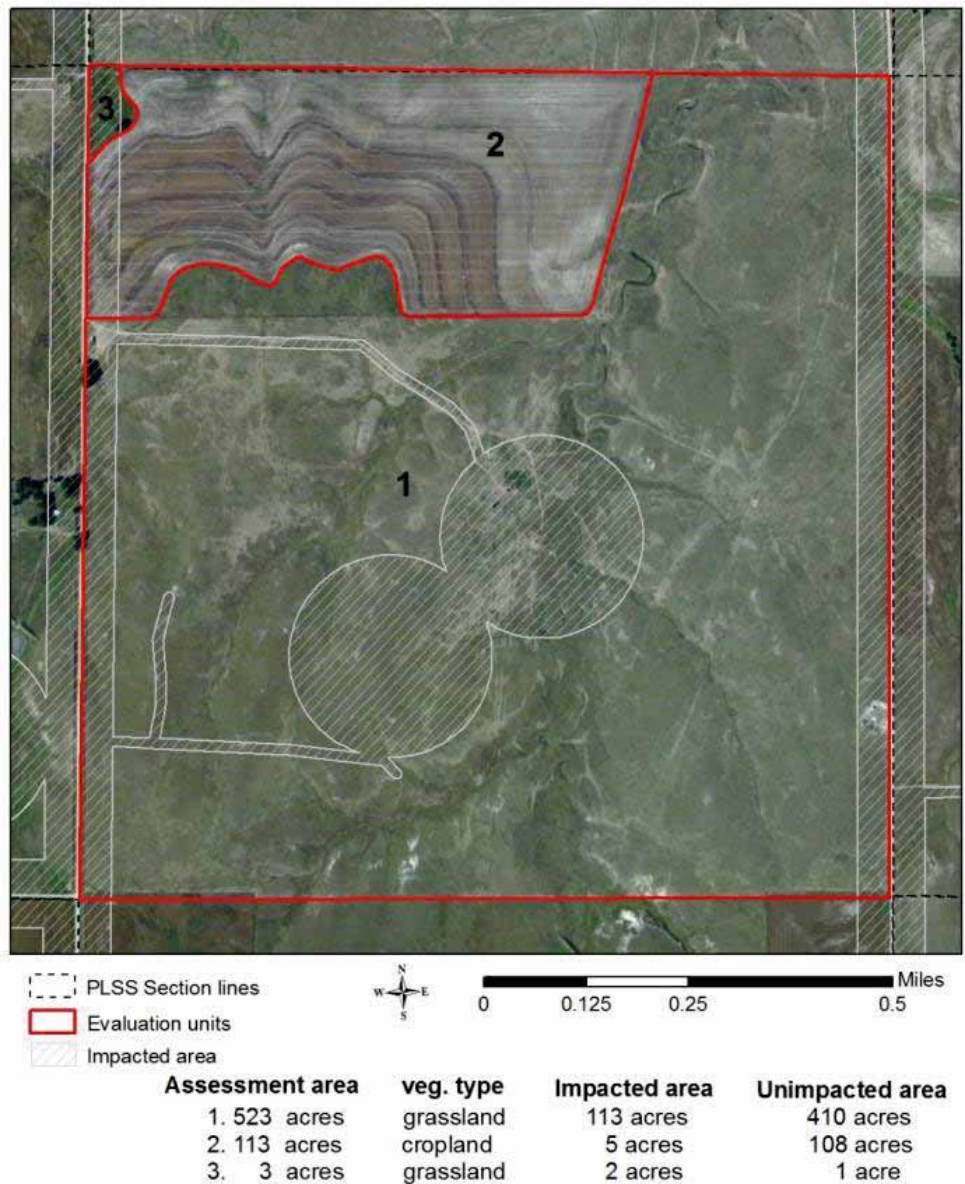 3
2
1
N
W E
S
PLSS Section lines
Evaluation units
Impacted area
Miles
0 0.125 0.25 0.5
Assessment area veg. type Impacted area Unimpacted area
1. 523 acres grassland 113 acres 410 acres
2. 113 acres cropland 5 acres 108 acres
3. 3 acres grassland 2 acres 1 acre